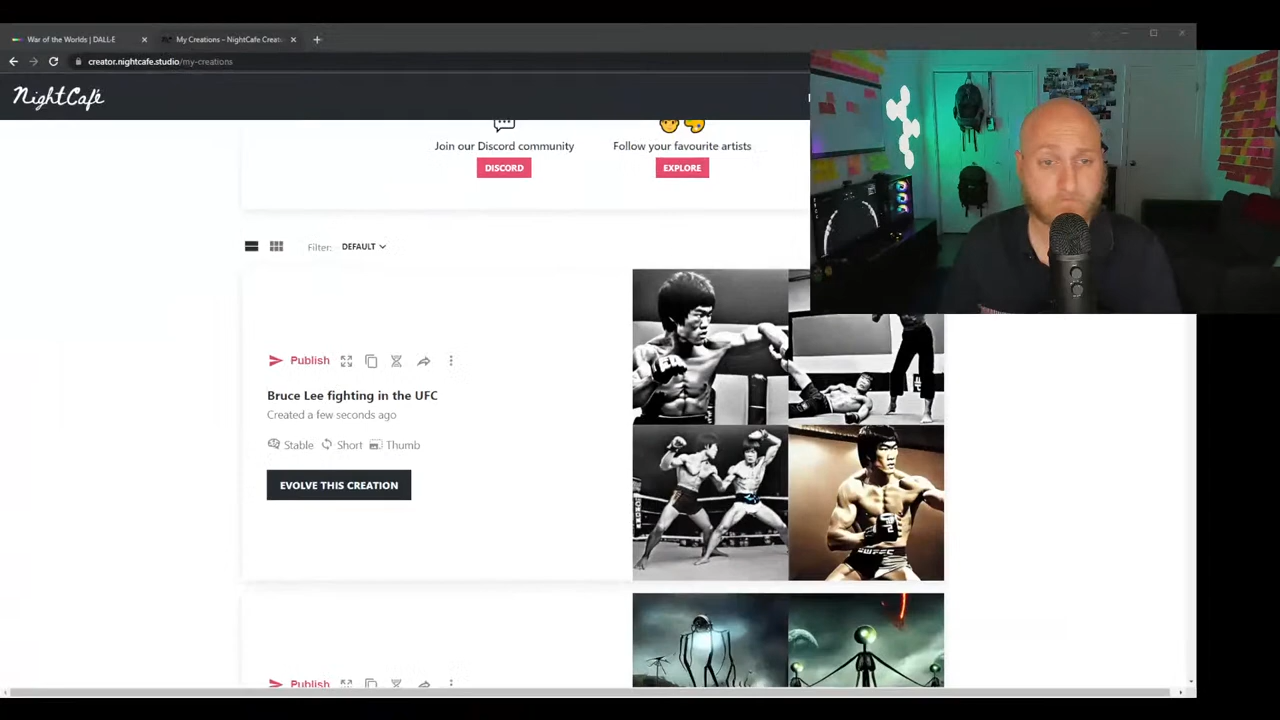 War of the Worlds | DALL·E
My Creations - NightCafe Creat
creator.nightcafe.studio/my-creations
NightCafe
Join our Discord community
Follow your favourite artists
DISCORD
EXPLORE
Filter: DEFAULT
Publish
Bruce Lee fighting in the UFC
Created a few seconds ago
Stable Short Thumb
EVOLVE THIS CREATION
Publish